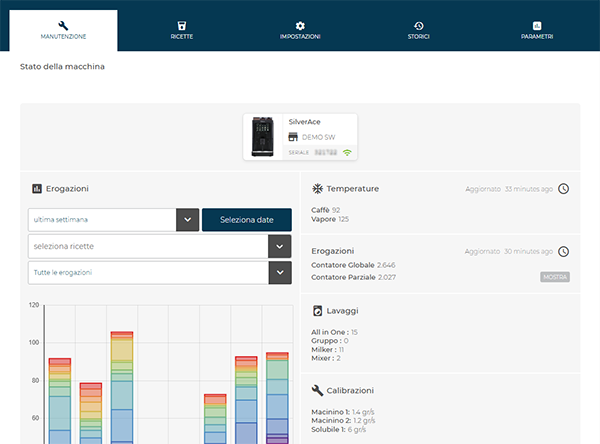 MANUTENZIONE
RICETTE
IMPOSTAZIONI
STORICI
PARAMETRI
Stato della macchina
SilverAce
DEMO SW
SERIALE
Erogazioni
ultima settimana
Seleziona date
seleziona ricette
Tutte le erogazioni
120
100
80
60
Temperature
Aggiornato 33 minutes ago
Caffè 92
Vapore 125
Erogazioni
Aggiornato 30 minutes ago
Contatore Globale 2.646
Contatore Parziale 2.027
MOSTRA
Lavaggi
All in One : 15
Gruppo : 0
Milker : 11
Mixer : 2
Calibrazioni
Macinino 1: 1.4 gr/s
Macinino 2: 1.2 gr/s
Solubile 1: 6 gr/s